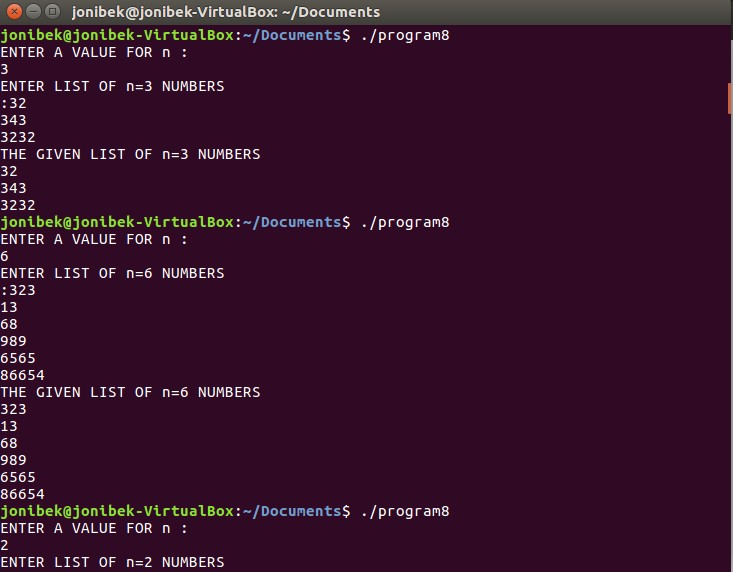 jonibek@jonibek-VirtualBox: ~/Documents
jonibek@jonibek-VirtualBox:~/Documents$ ./program8
ENTER A VALUE FOR n :
3
ENTER LIST OF n=3 NUMBERS
:32
343
3232
THE GIVEN LIST OF n=3 NUMBERS
32
343
3232
jonibek@jonibek-VirtualBox:~/Documents$ ./program8
ENTER A VALUE FOR n :
6
ENTER LIST OF n=6 NUMBERS
:323
13
68
989
6565
86654
THE GIVEN LIST OF n=6 NUMBERS
323
13
68
989
6565
86654
jonibek@jonibek-VirtualBox:~/Documents$ ./program8
ENTER A VALUE FOR n :
2
ENTER LIST OF n=2 NUMBERS